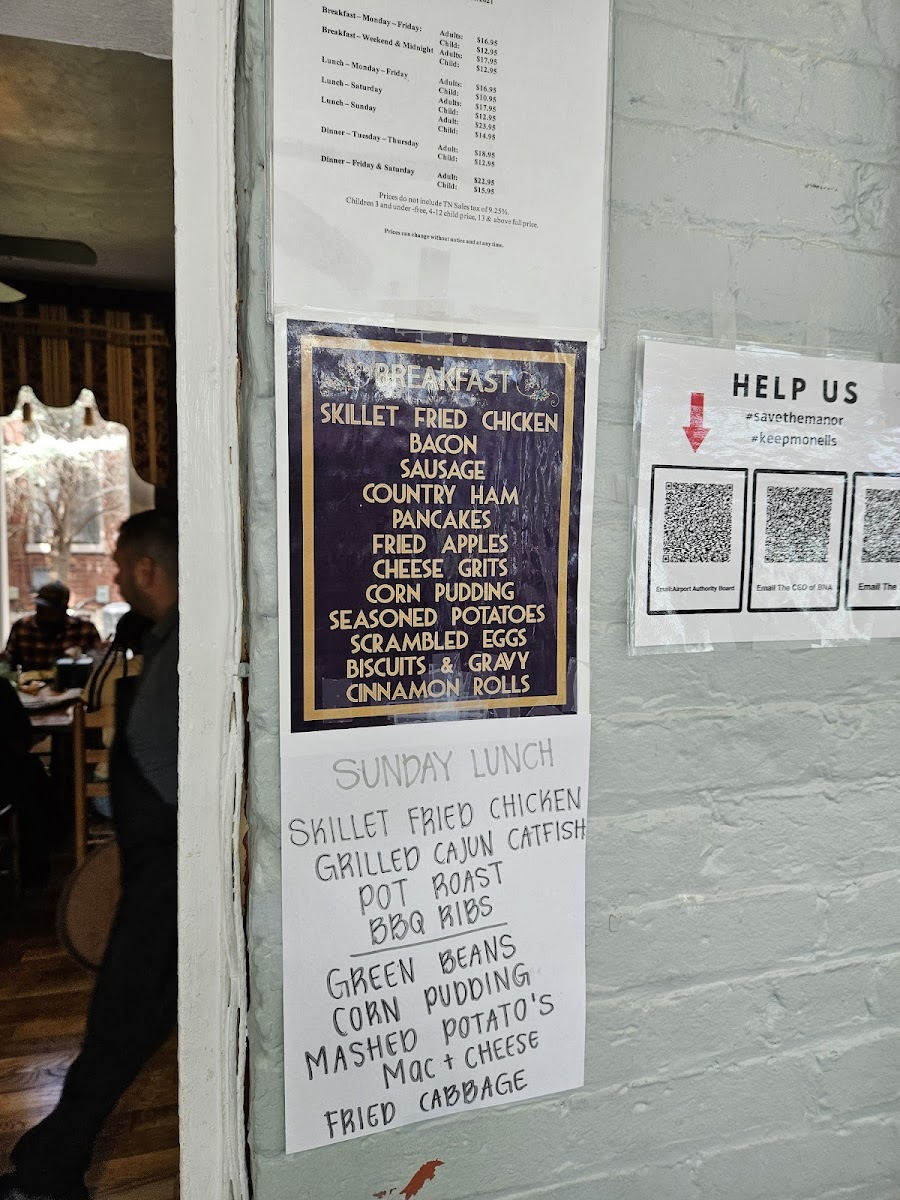 2021
Breakfast – Monday – Friday: Adults: $16.95
Child: $12.95
Breakfast – Weekend & Midnight Adults: $17.95
Child: $12.95
Lunch – Monday – Friday Adults: $16.95
Child: $10.95
Lunch – Saturday Adults: $17.95
Child: $12.95
Lunch – Sunday Adult: $23.95
Child: $14.95
Dinner – Tuesday – Thursday Adult: $18.95
Child: $12.95
Dinner – Friday & Saturday Adult: $22.95
Child: $15.95
Prices do not include TN Sales tax of 9.25%.
Children 3 and under -free, 4-12 child price, 13 & above full price.
Prices can change without notice and at any time.
BREAKFAST
SKILLET FRIED CHICKEN
BACON
SAUSAGE
COUNTRY HAM
PANCAKES
FRIED APPLES
CHEESE GRITS
CORN PUDDING
SEASONED POTATOES
SCRAMBLED EGGS
BISCUITS & GRAVY
CINNAMON ROLLS
SUNDAY LUNCH
SKILLET FRIED CHICKEN
GRILLED CAJUN CATFISH
POT ROAST
BBQ RIBS
GREEN BEANS
CORN PUDDING
MASHED POTATO'S
MAC + CHEESE
FRIED CABBAGE
HELP US
#savethemanor
#keepmonells
Email:Airport Authority Board
Email The CEO of BNA
Email The